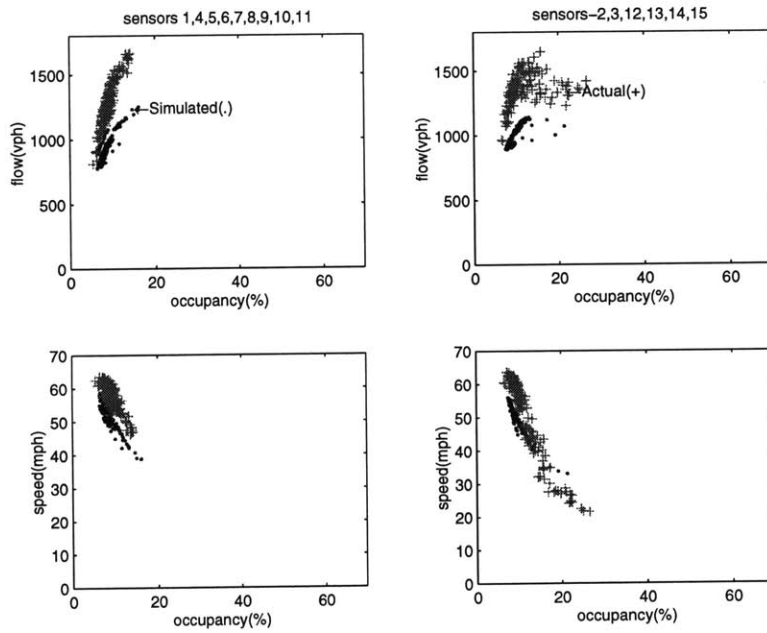 sensors 1,4,5,6,7,8,9,10,11
1500
1000
500
0
flow(vph)
Simulated(.)
0 20 40 60
occupancy(%)
sensors−2,3,12,13,14,15
1500
1000
500
0
flow(vph)
Actual(+)
0 20 40 60
occupancy(%)
70
60
50
40
30
20
10
0
speed(mph)
0 20 40 60
occupancy(%)
70
60
50
40
30
20
10
0
speed(mph)
0 20 40 60
occupancy(%)